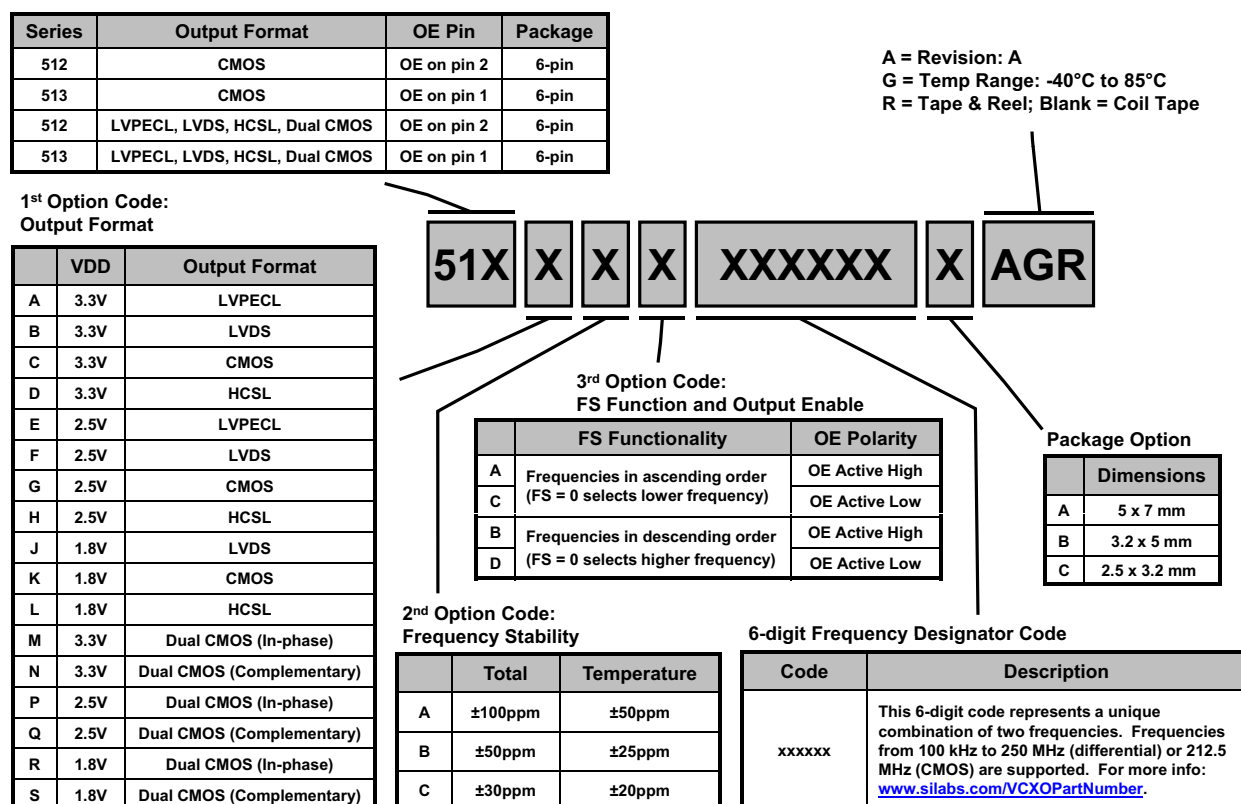 Series Output Format OE Pin Package
512 CMOS OE on pin 2 6-pin
513 CMOS OE on pin 1 6-pin
512 LVPECL, LVDS, HCSL, Dual CMOS OE on pin 2 6-pin
513 LVPECL, LVDS, HCSL, Dual CMOS OE on pin 1 6-pin
A = Revision: A
G = Temp Range: -40°C to 85°C
R = Tape & Reel; Blank = Coil Tape
51X X X X XXXXXX X AGR
1st Option Code:
Output Format
VDD Output Format
A 3.3V LVPECL
B 3.3V LVDS
C 3.3V CMOS
D 3.3V HCSL
E 2.5V LVPECL
F 2.5V LVDS
G 2.5V CMOS
H 2.5V HCSL
J 1.8V LVDS
K 1.8V CMOS
L 1.8V HCSL
M 3.3V Dual CMOS (In-phase)
N 3.3V Dual CMOS (Complementary)
P 2.5V Dual CMOS (In-phase)
Q 2.5V Dual CMOS (Complementary)
R 1.8V Dual CMOS (In-phase)
S 1.8V Dual CMOS (Complementary)
3rd Option Code:
FS Function and Output Enable
FS Functionality OE Polarity
A Frequencies in ascending order OE Active High
C (FS = 0 selects lower frequency) OE Active Low
B Frequencies in descending order OE Active High
D (FS = 0 selects higher frequency) OE Active Low
Package Option
Dimensions
A 5 x 7 mm
B 3.2 x 5 mm
C 2.5 x 3.2 mm
2nd Option Code:
Frequency Stability
Total Temperature
A ±100ppm ±50ppm
B ±50ppm ±25ppm
C ±30ppm ±20ppm
6-digit Frequency Designator Code
Code Description
xxxxxx
This 6-digit code represents a unique
combination of two frequencies. Frequencies
from 100 kHz to 250 MHz (differential) or 212.5
MHz (CMOS) are supported. For more info:
www.silabs.com/VCXOPartNumber.